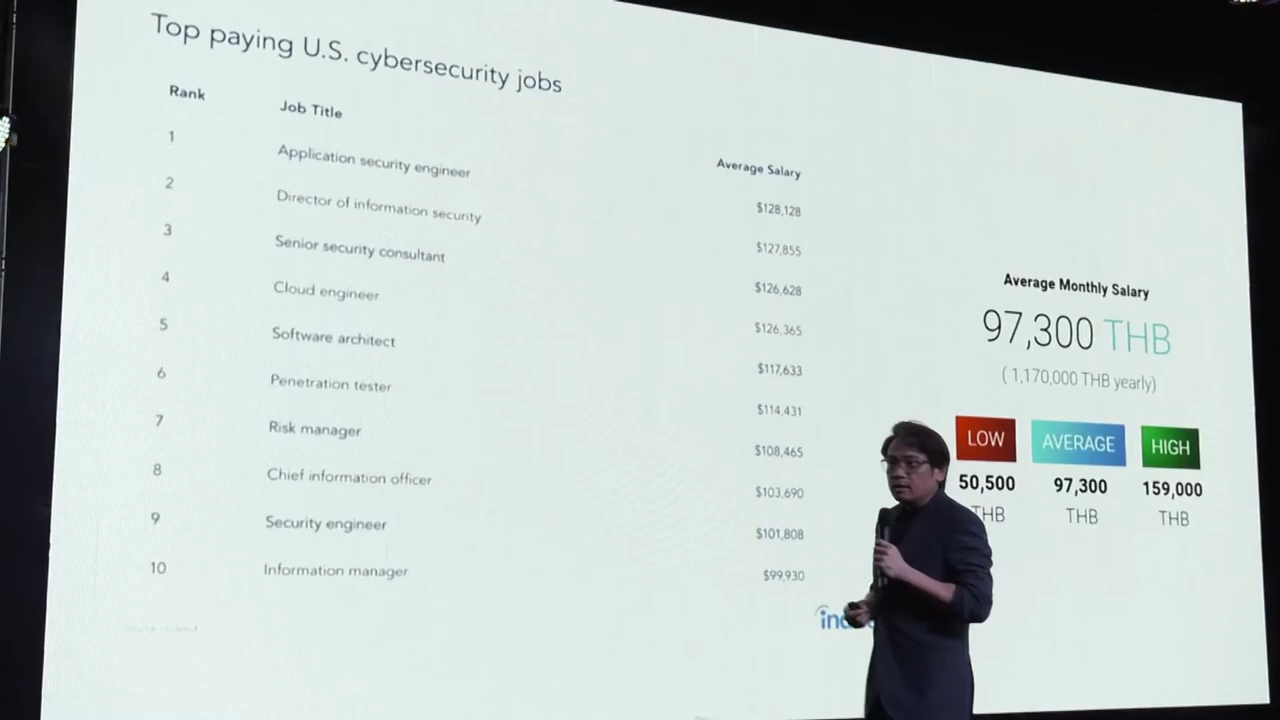 Top paying U.S. cybersecurity jobs
Rank Job Title Average Salary
1 Application security engineer $128,128
2 Director of information security $127,855
3 Senior security consultant $126,628
4 Cloud engineer $126,365
5 Software architect $117,633
6 Penetration tester $114,431
7 Risk manager $108,465
8 Chief information officer $103,690
9 Security engineer $101,808
10 Information manager $99,930
Average Monthly Salary
97,300 THB
( 1,170,000 THB yearly)
LOW AVERAGE HIGH
50,500 97,300 159,000
THB THB THB